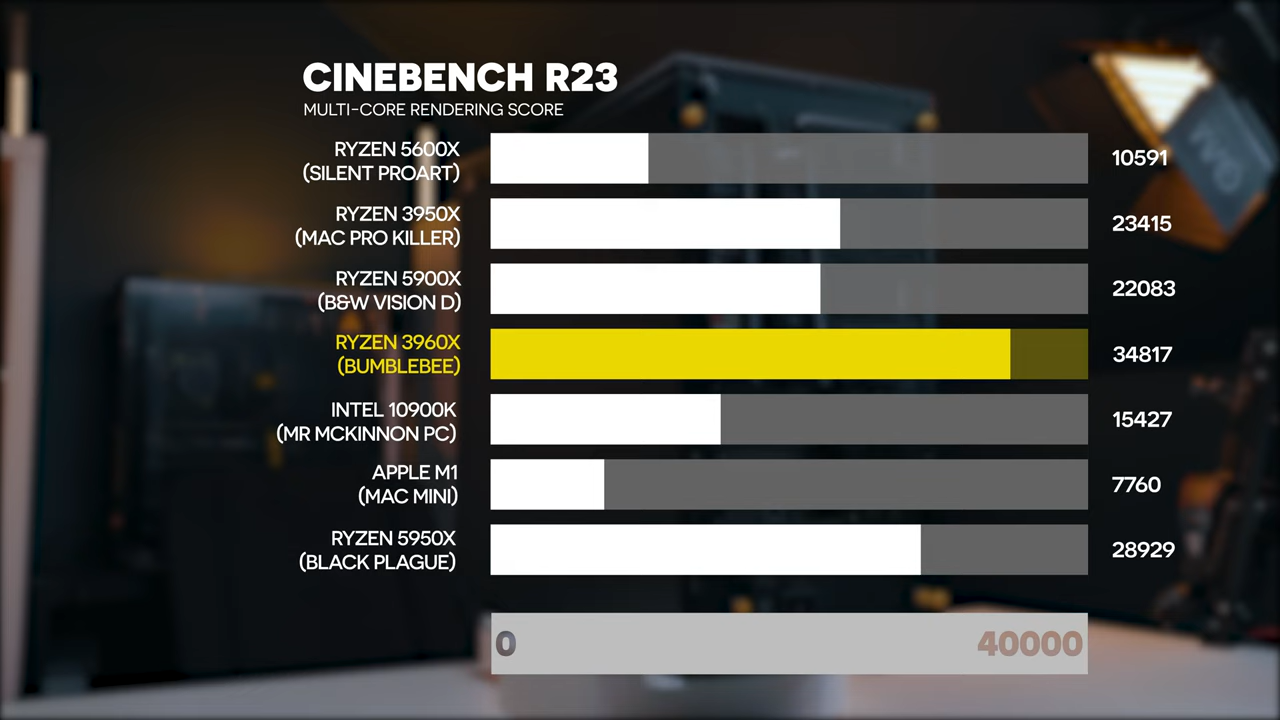 CINEBENCH R23
MULTI-CORE RENDERING SCORE
RYZEN 5600X
(SILENT PROART)
10591
RYZEN 3950X
(MAC PRO KILLER)
23415
RYZEN 5900X
(B&W VISION D)
22083
RYZEN 3960X
(BUMBLEBEE)
34817
INTEL 10900K
(MR MCKINNON PC)
15427
APPLE M1
(MAC MINI)
7760
RYZEN 5950X
(BLACK PLAGUE)
28929
0
40000